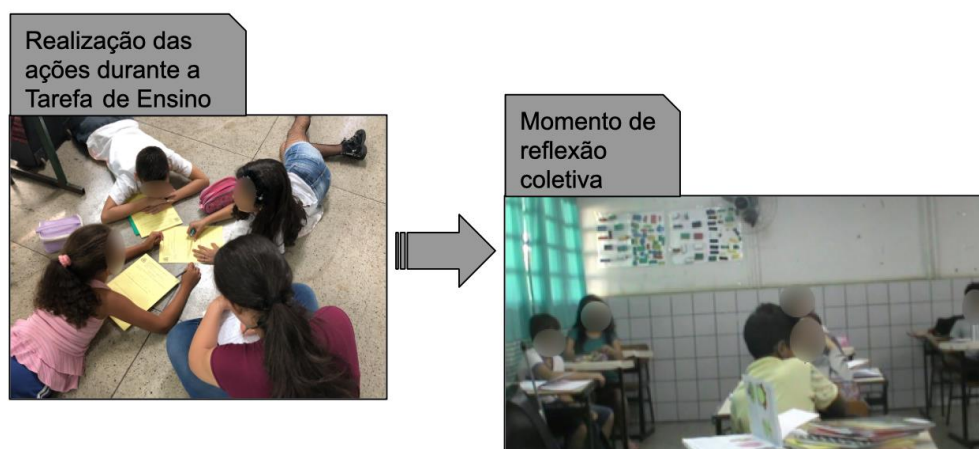 Realização das
ações durante a
Tarefa de Ensino
Momento de
reflexão
coletiva